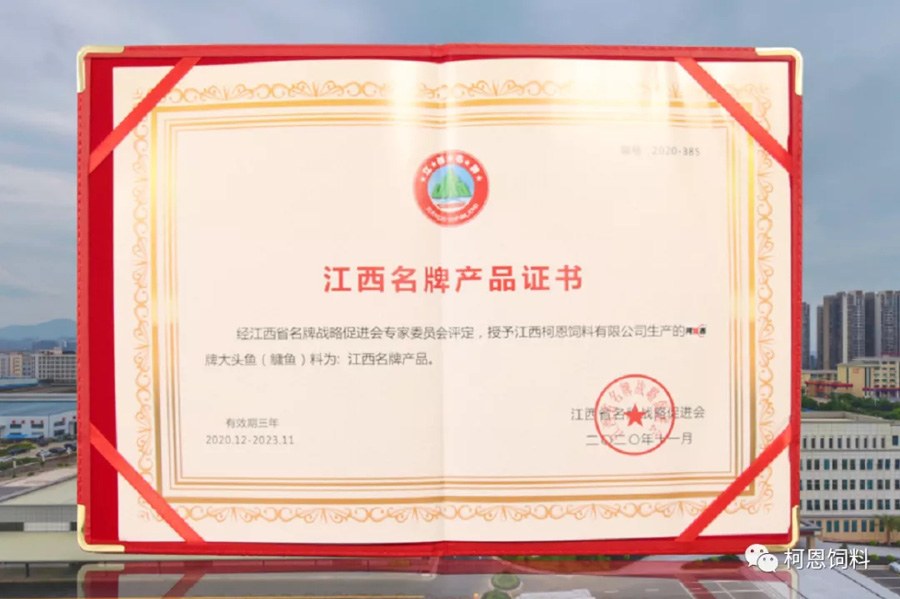 编号：2020-385
江西名牌
江西名牌产品证书
经江西省名牌战略促进会专家委员会评定，授予江西柯恩饲料有限公司生产的
牌大头鱼（鳙鱼）料为：江西名牌产品。
有效期三年
2020.12-2023.11
江西省名牌战略促进会
二〇二〇年十一月
柯恩饲料